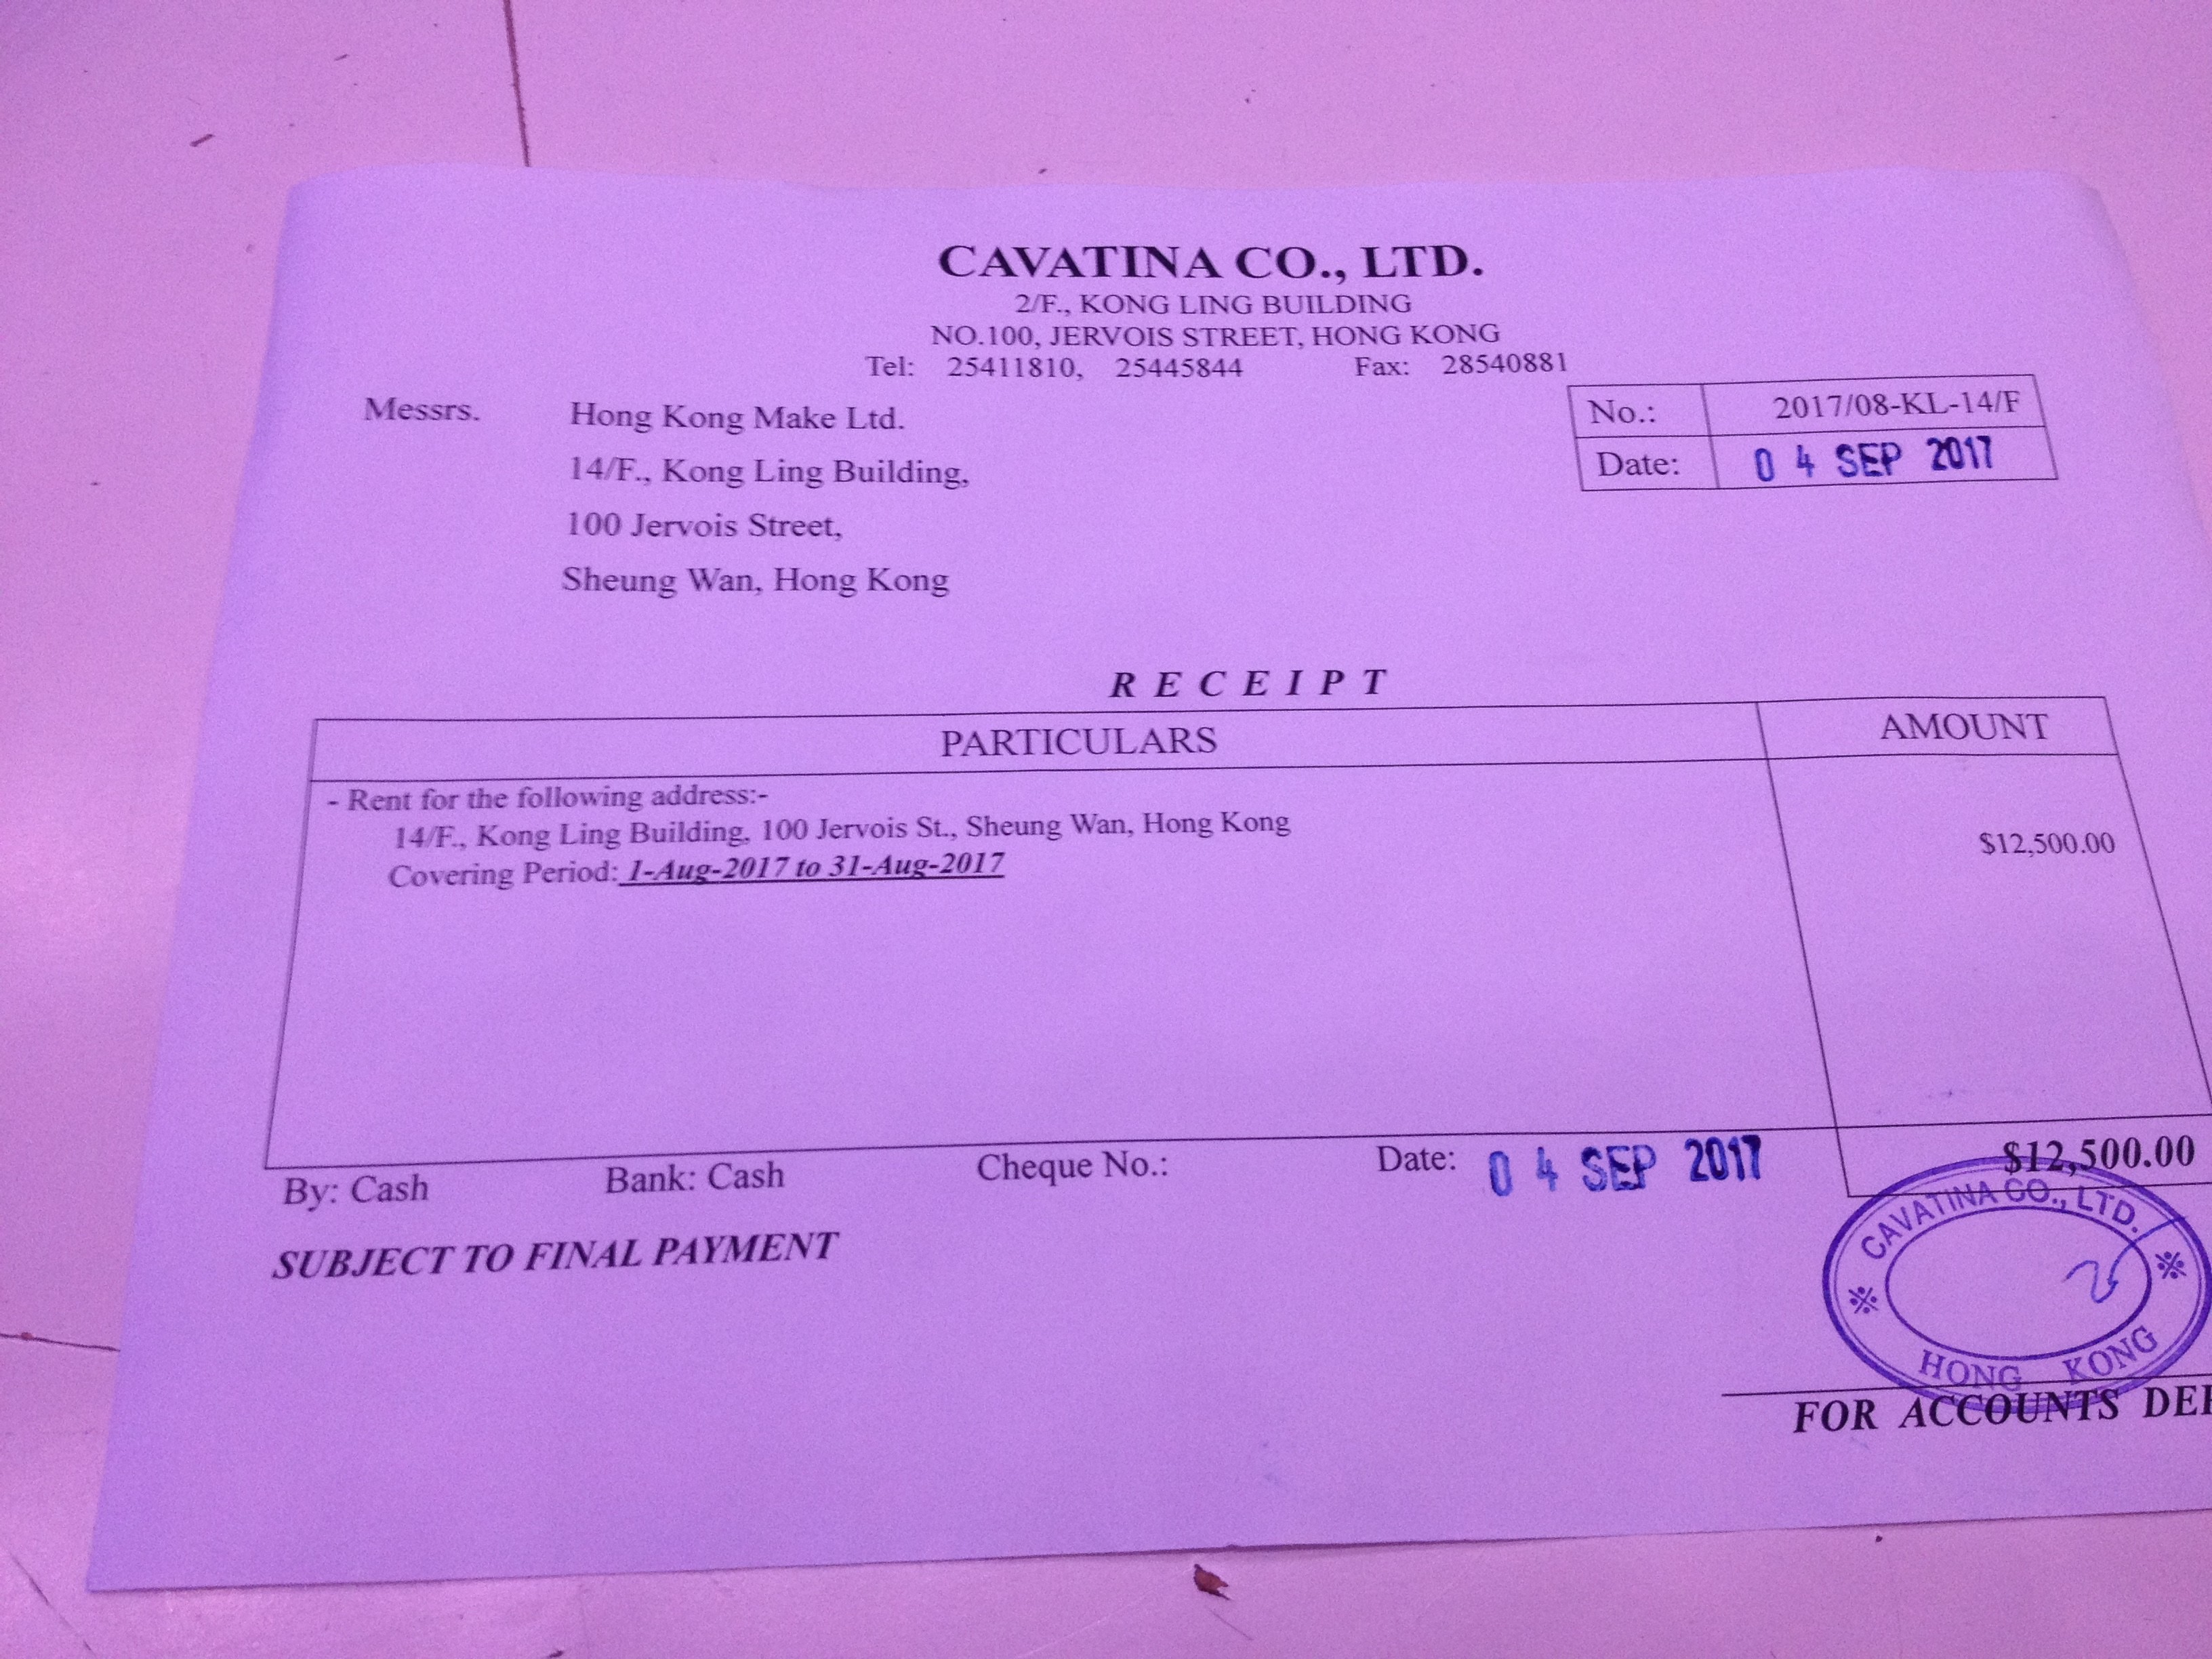 CAVATINA CO., LTD.
2/F., KONG LING BUILDING
NO.100, JERVOIS STREET, HONG KONG
Tel: 25411810, 25445844 Fax: 28540881
Messrs. Hong Kong Make Ltd.
14/F., Kong Ling Building,
100 Jervois Street,
Sheung Wan, Hong Kong
No.: 2017/08-KL-14/F
Date: 04 SEP 2017
RECEIPT
PARTICULARS AMOUNT
- Rent for the following address:-
14/F., Kong Ling Building, 100 Jervois St., Sheung Wan, Hong Kong $12,500.00
Covering Period: 1-Aug-2017 to 31-Aug-2017
By: Cash Bank: Cash Cheque No.: Date: 04 SEP 2017 $12,500.00
SUBJECT TO FINAL PAYMENT
CAVATINA CO., LTD.
HONG KONG
FOR ACCOUNTS